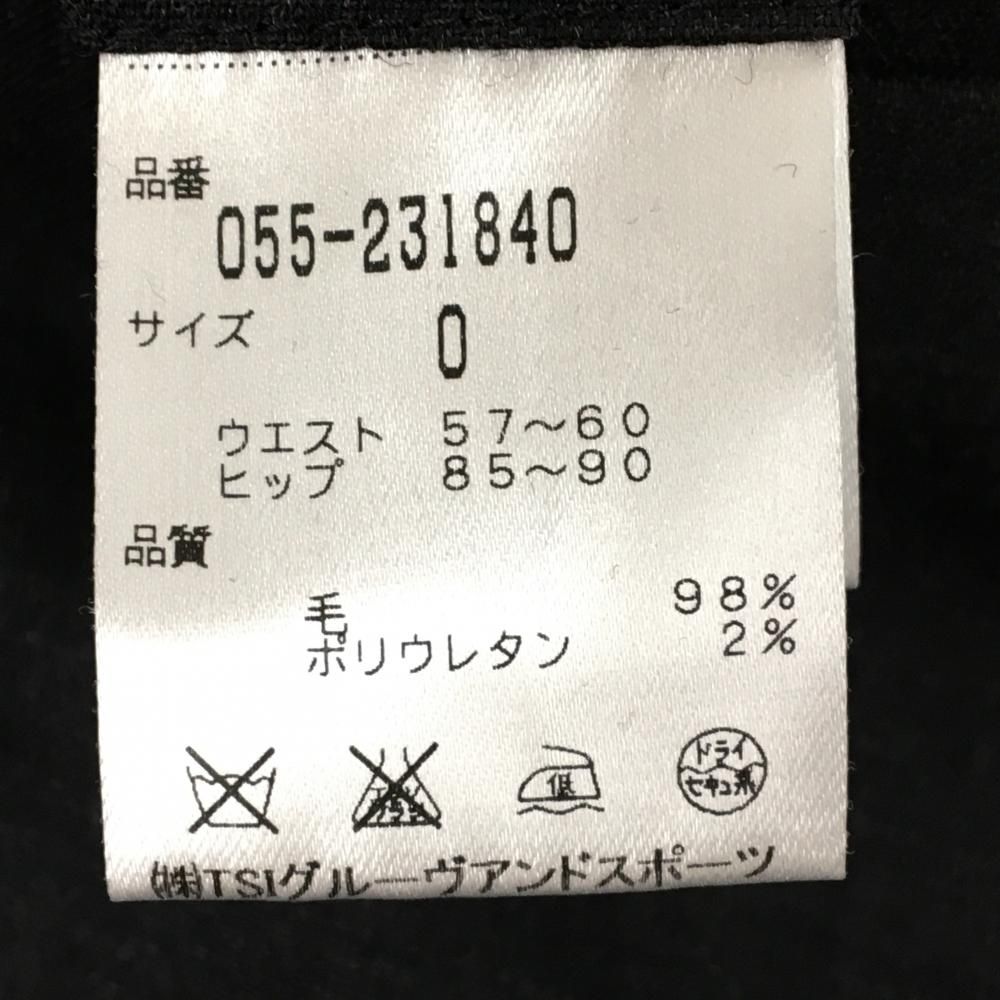 品番
055-231840
サイズ 0
ウエスト 57～60
ヒップ 85～90
品質
毛 98%
ポリウレタン 2%
低
ドライ
セキユ系
㈱TSIグルーヴアンドスポーツ